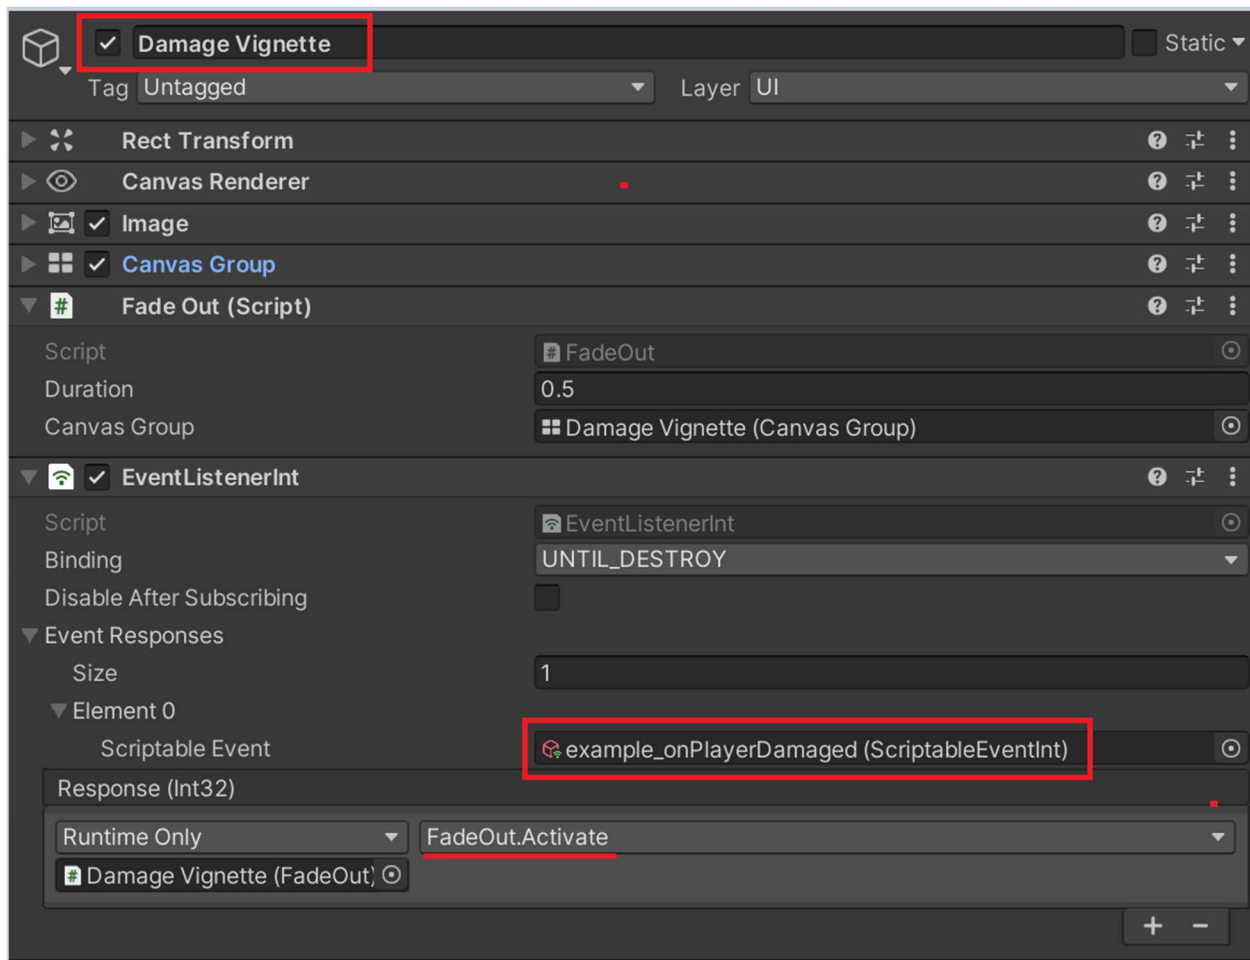 Damage Vignette
Static
Tag Untagged Layer UI
Rect Transform
Canvas Renderer
Image
Canvas Group
Fade Out (Script)
Script FadeOut
Duration 0.5
Canvas Group Damage Vignette (Canvas Group)
EventListenerInt
Script EventListenerInt
Binding UNTIL_DESTROY
Disable After Subscribing
Event Responses
Size 1
Element 0
Scriptable Event example_onPlayerDamaged (ScriptableEventInt)
Response (Int32)
Runtime Only FadeOut.Activate
Damage Vignette (FadeOut)